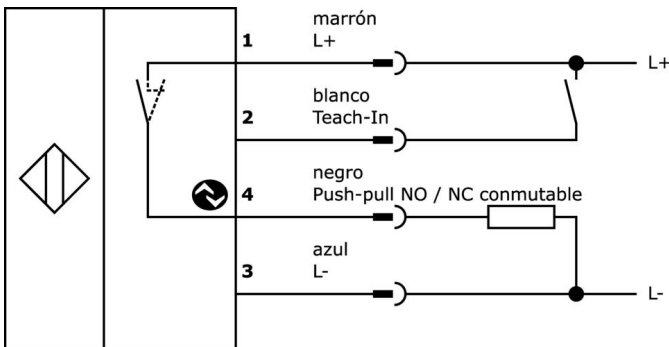 marrón
1 L+
L+
blanco
2 Teach-In
negro
4 Push-pull NO / NC conmutable
azul
3 L-
L-